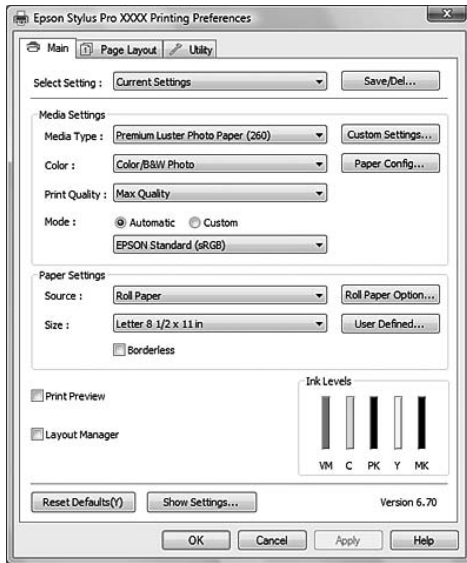 Epson Stylus Pro XXXX Printing Preferences
Main Page Layout Utility
Select Setting : Current Settings Save/Del...
Media Settings
Media Type : Premium Luster Photo Paper (260) Custom Settings...
Color : Color/B&W Photo Paper Config...
Print Quality : Max Quality
Mode : Automatic Custom
EPSON Standard (sRGB)
Paper Settings
Source : Roll Paper Roll Paper Option...
Size : Letter 8 1/2 x 11 in User Defined...
Borderless
Print Preview
Layout Manager
Ink Levels
VM C PK Y MK
Reset Defaults(Y) Show Settings... Version 6.70
OK Cancel Apply Help